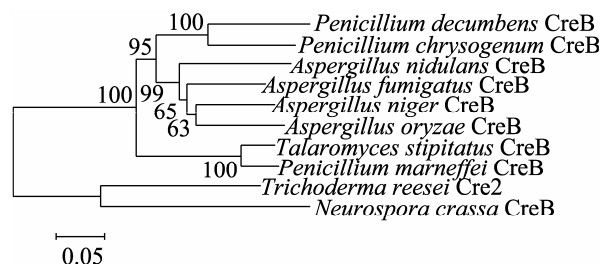 100 Penicillium decumbens CreB
95 Penicillium chrysogenum CreB
Aspergillus nidulans CreB
100 99 Aspergillus fumigatus CreB
65 Aspergillus niger CreB
63 Aspergillus oryzae CreB
Talaromyces stipitatus CreB
100 Penicillium marneffei CreB
Trichoderma reesei Cre2
Neurospora crassa CreB
0.05